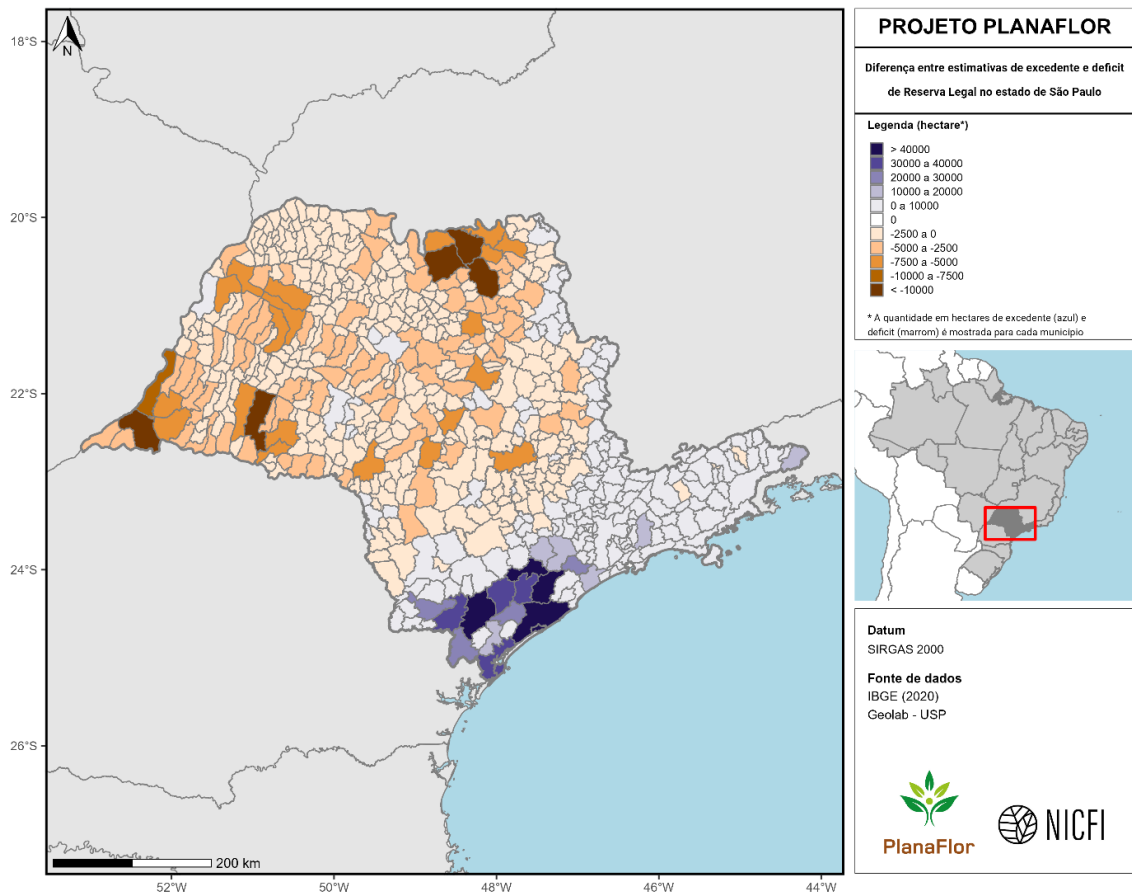 18°S
20°S
22°S
24°S
26°S
52°W
50°W
48°W
46°W
44°W
N
200 km
PROJETO PLANAFLOR
Diferença entre estimativas de excedente e deficit
de Reserva Legal no estado de São Paulo
Legenda (hectare*)
> 40000
30000 a 40000
20000 a 30000
10000 a 20000
0 a 10000
0
-2500 a 0
-5000 a -2500
-7500 a -5000
-10000 a -7500
< -10000
* A quantidade em hectares de excedente (azul) e
deficit (marrom) é mostrada para cada municipio
Datum
SIRGAS 2000
Fonte de dados
IBGE (2020)
Geolab - USP
PlanaFlor
NICFI